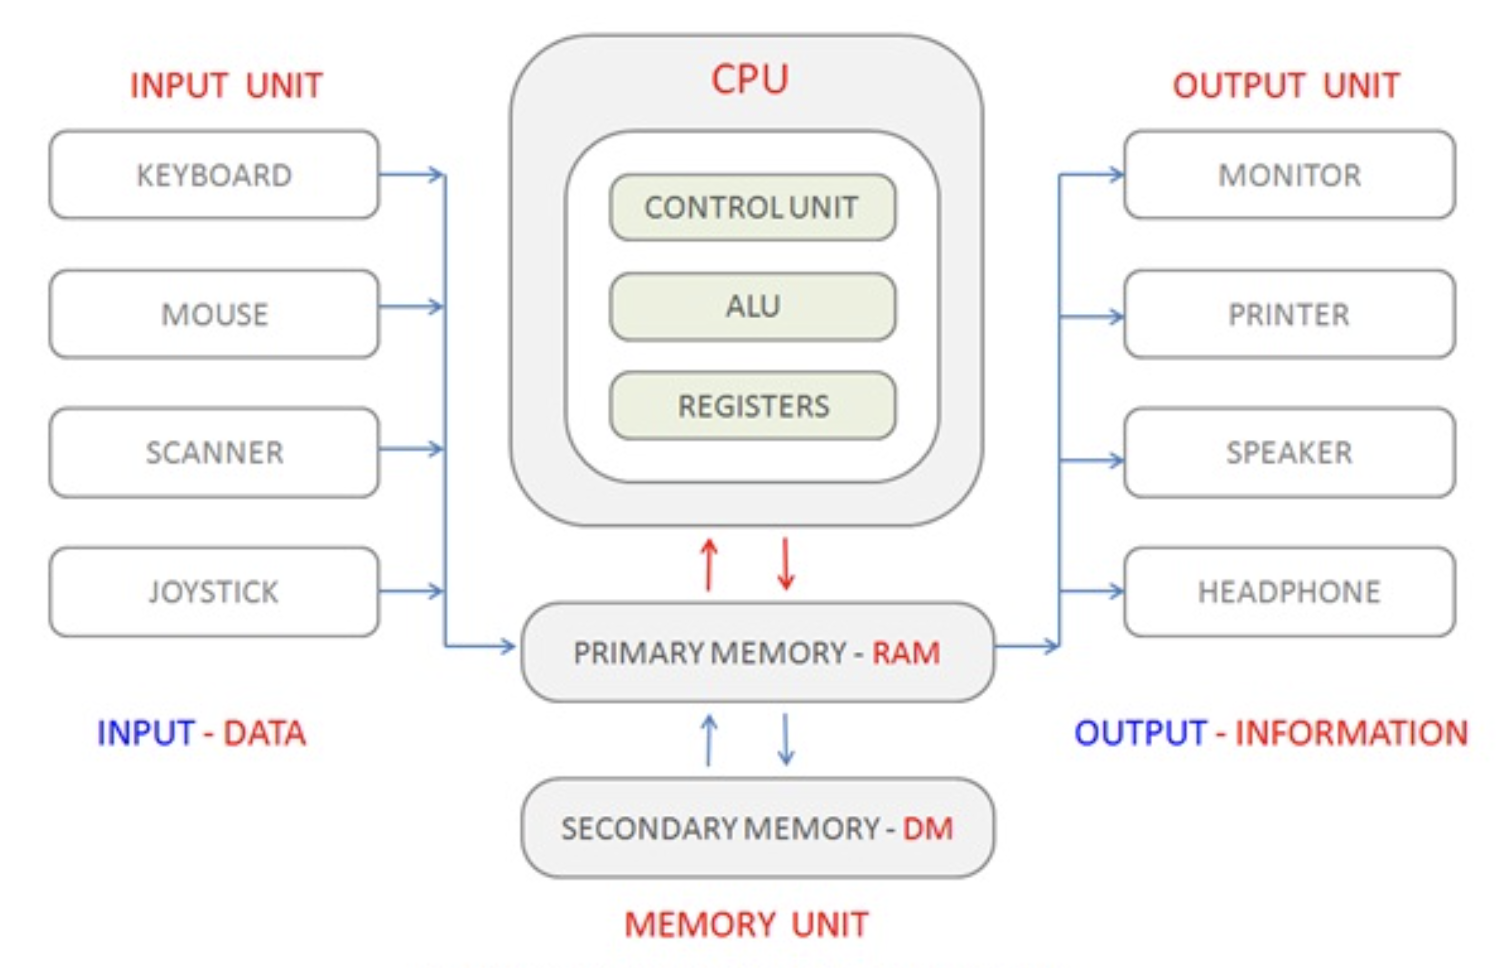 INPUT UNIT
KEYBOARD
MOUSE
SCANNER
JOYSTICK
INPUT - DATA
CPU
CONTROL UNIT
ALU
REGISTERS
PRIMARY MEMORY - RAM
SECONDARY MEMORY - DM
MEMORY UNIT
OUTPUT UNIT
MONITOR
PRINTER
SPEAKER
HEADPHONE
OUTPUT - INFORMATION